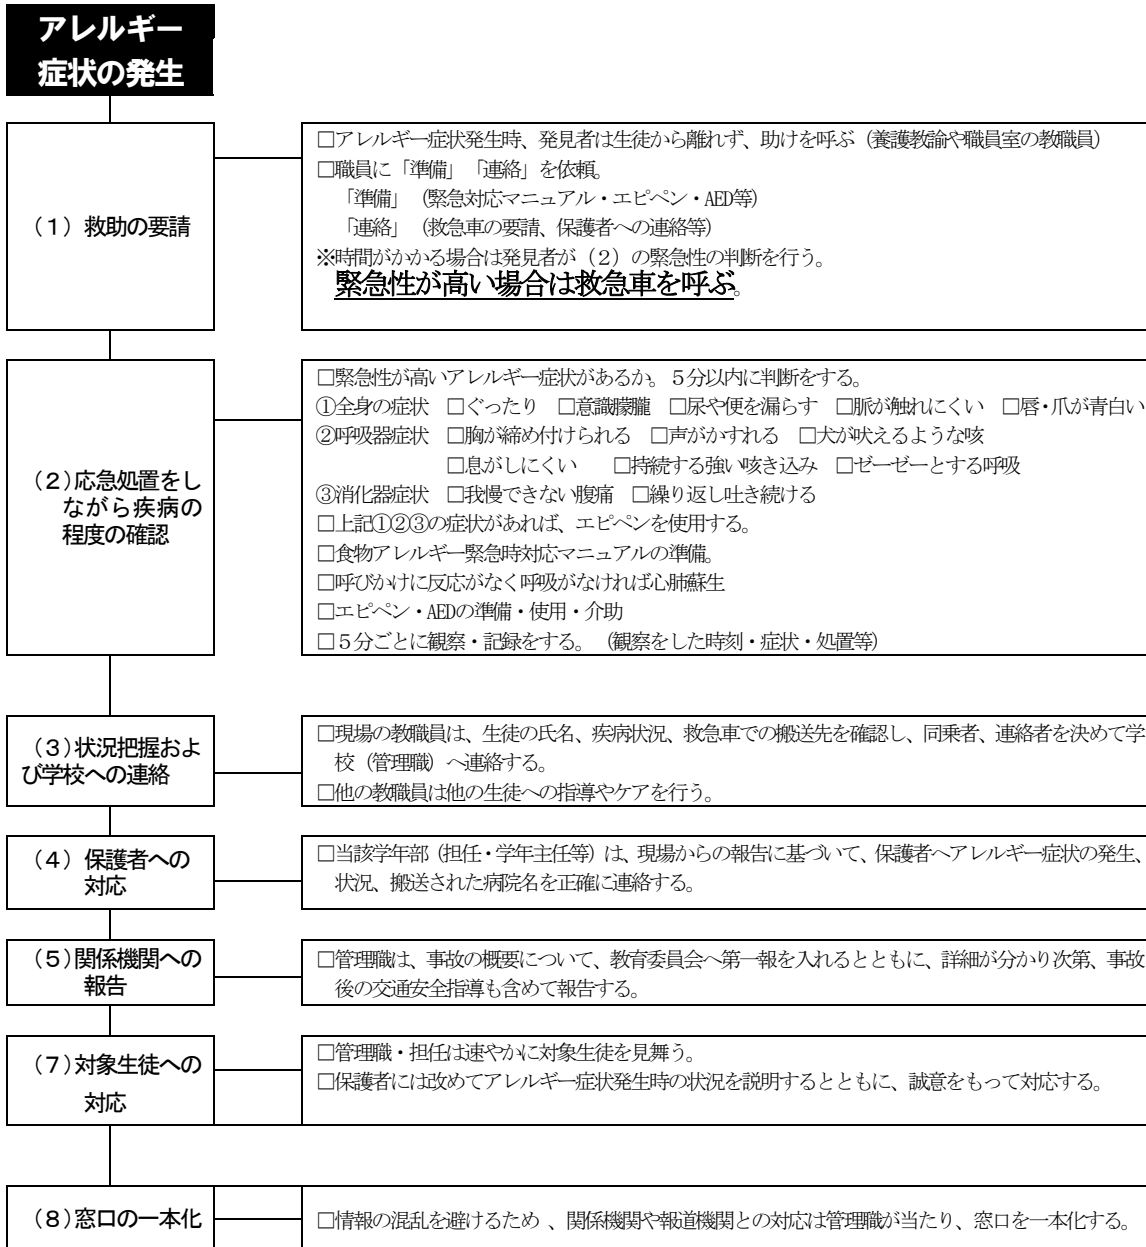 アレルギー
症状の発生
（１）救助の要請
□アレルギー症状発生時、発見者は生徒から離れず、助けを呼ぶ（養護教諭や職員室の教職員）
□職員に「準備」「連絡」を依頼。
「準備」（緊急対応マニュアル・エピペン・AED等）
「連絡」（救急車の要請、保護者への連絡等）
※時間がかかる場合は発見者が（２）の緊急性の判断を行う。
緊急性が高い場合は救急車を呼ぶ。
（２）応急処置をし
ながら疾病の
程度の確認
□緊急性が高いアレルギー症状があるか。５分以内に判断をする。
①全身の症状　□ぐったり　□意識朦朧　□尿や便を漏らす　□脈が触れにくい　□唇・爪が青白い
②呼吸器症状　□胸が締め付けられる　□声がかすれる　□犬が吠えるような咳
□息がしにくい　□持続する強い咳き込み　□ゼーゼーとする呼吸
③消化器症状　□我慢できない腹痛　□繰り返し吐き続ける
□上記①②③の症状があれば、エピペンを使用する。
□食物アレルギー緊急時対応マニュアルの準備。
□呼びかけに反応がなく呼吸がなければ心肺蘇生
□エピペン・AEDの準備・使用・介助
□５分ごとに観察・記録をする。（観察をした時刻・症状・処置等）
（３）状況把握およ
び学校への連絡
□現場の教職員は、生徒の氏名、疾病状況、救急車での搬送先を確認し、同乗者、連絡者を決めて学
校（管理職）へ連絡する。
□他の教職員は他の生徒への指導やケアを行う。
（４）保護者への
対応
□当該学年部（担任・学年主任等）は、現場からの報告に基づいて、保護者へアレルギー症状の発生、
状況、搬送された病院名を正確に連絡する。
（５）関係機関への
報告
□管理職は、事故の概要について、教育委員会へ第一報を入れるとともに、詳細が分かり次第、事故
後の交通安全指導も含めて報告する。
（７）対象生徒への
対応
□管理職・担任は速やかに対象生徒を見舞う。
□保護者には改めてアレルギー症状発生時の状況を説明するとともに、誠意をもって対応する。
（８）窓口の一本化
□情報の混乱を避けるため、関係機関や報道機関との対応は管理職が当たり、窓口を一本化する。